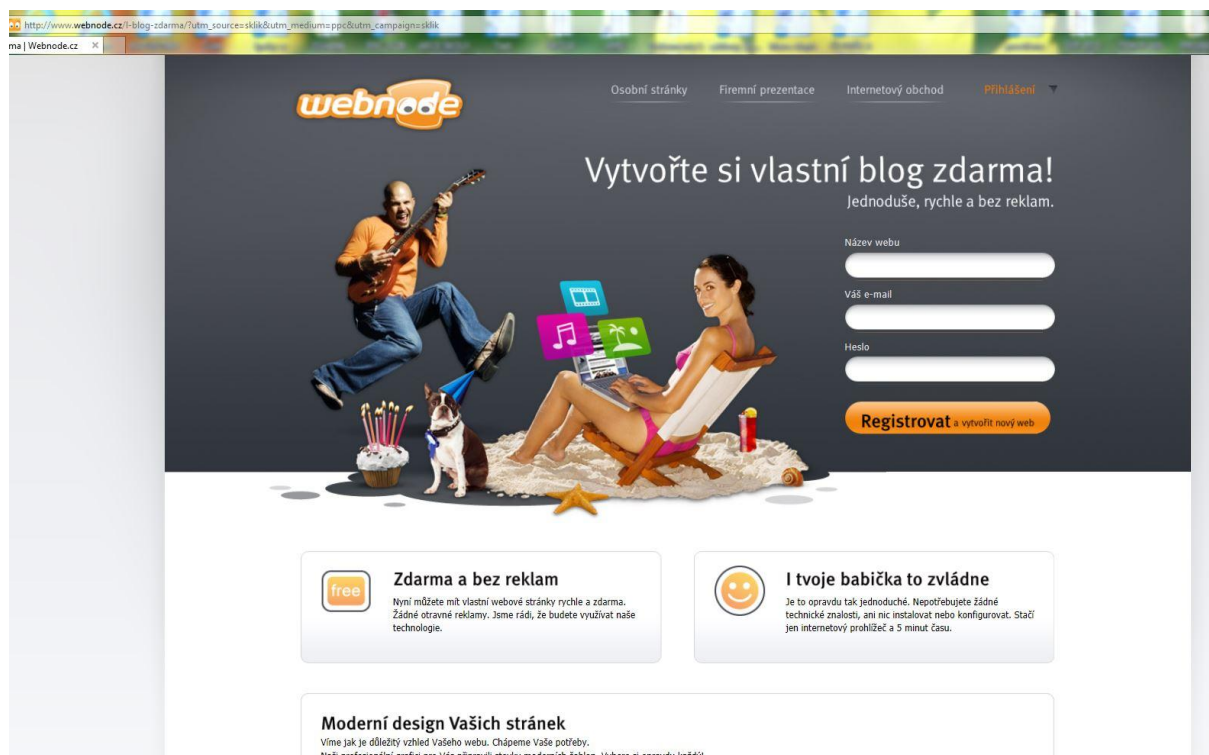 http://www.webnode.cz/l-blog-zdarma/?utm_source=sklik&utm_medium=ppc&utm_campaign=sklik
ma | Webnode.cz ×
webnode
Osobní stránky Firemní prezentace Internetový obchod Přihlášení
Vytvořte si vlastní blog zdarma!
Jednoduše, rychle a bez reklam.
Název webu
Váš e-mail
Heslo
Registrovat a vytvořit nový web
free
Zdarma a bez reklam
Nyní můžete mít vlastní webové stránky rychle a zdarma.
Žádné otravné reklamy. Jsme rádi, že budete využívat naše
technologie.
I tvoje babička to zvládne
Je to opravdu tak jednoduché. Nepotřebujete žádné
technické znalosti, ani nic instalovat nebo konfigurovat. Stačí
jen internetový prohlížeč a 5 minut času.
Moderní design Vašich stránek
Víme jak je důležitý vzhled Vašeho webu. Chápeme Vaše potřeby.